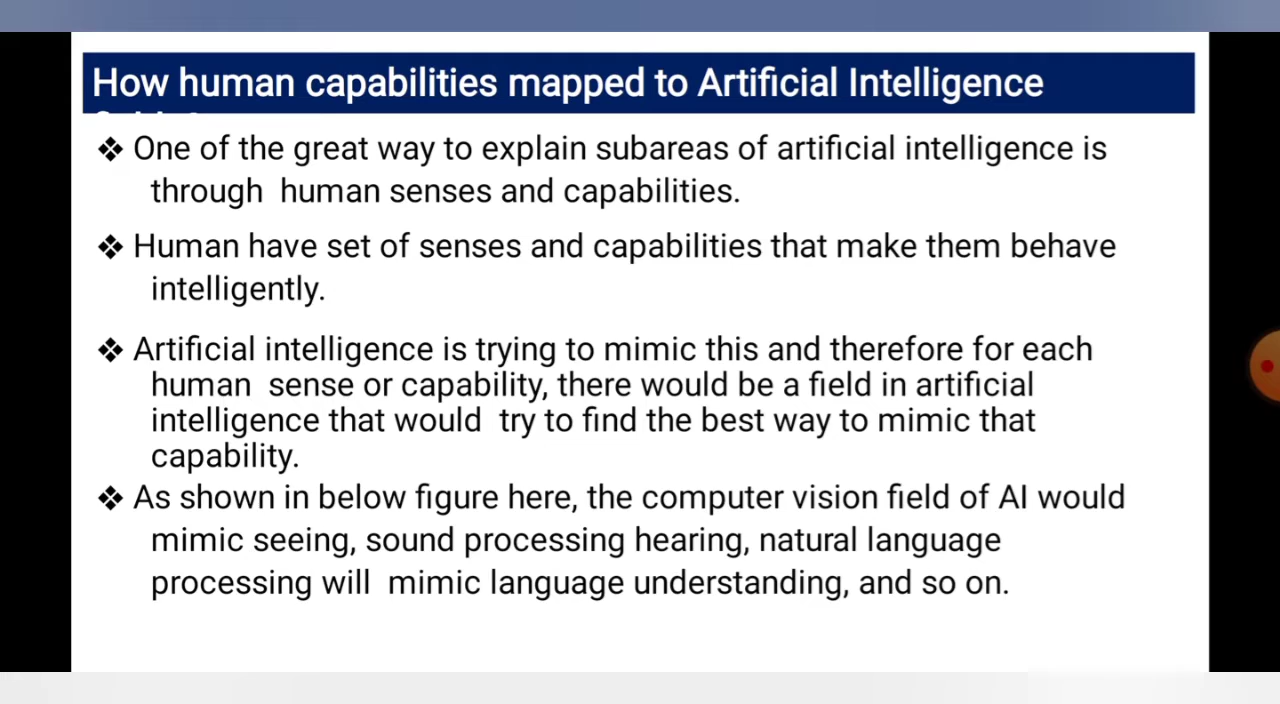 How human capabilities mapped to Artificial Intelligence
❖ One of the great way to explain subareas of artificial intelligence is
through human senses and capabilities.
❖ Human have set of senses and capabilities that make them behave
intelligently.
❖ Artificial intelligence is trying to mimic this and therefore for each
human sense or capability, there would be a field in artificial
intelligence that would try to find the best way to mimic that
capability.
❖ As shown in below figure here, the computer vision field of AI would
mimic seeing, sound processing hearing, natural language
processing will mimic language understanding, and so on.